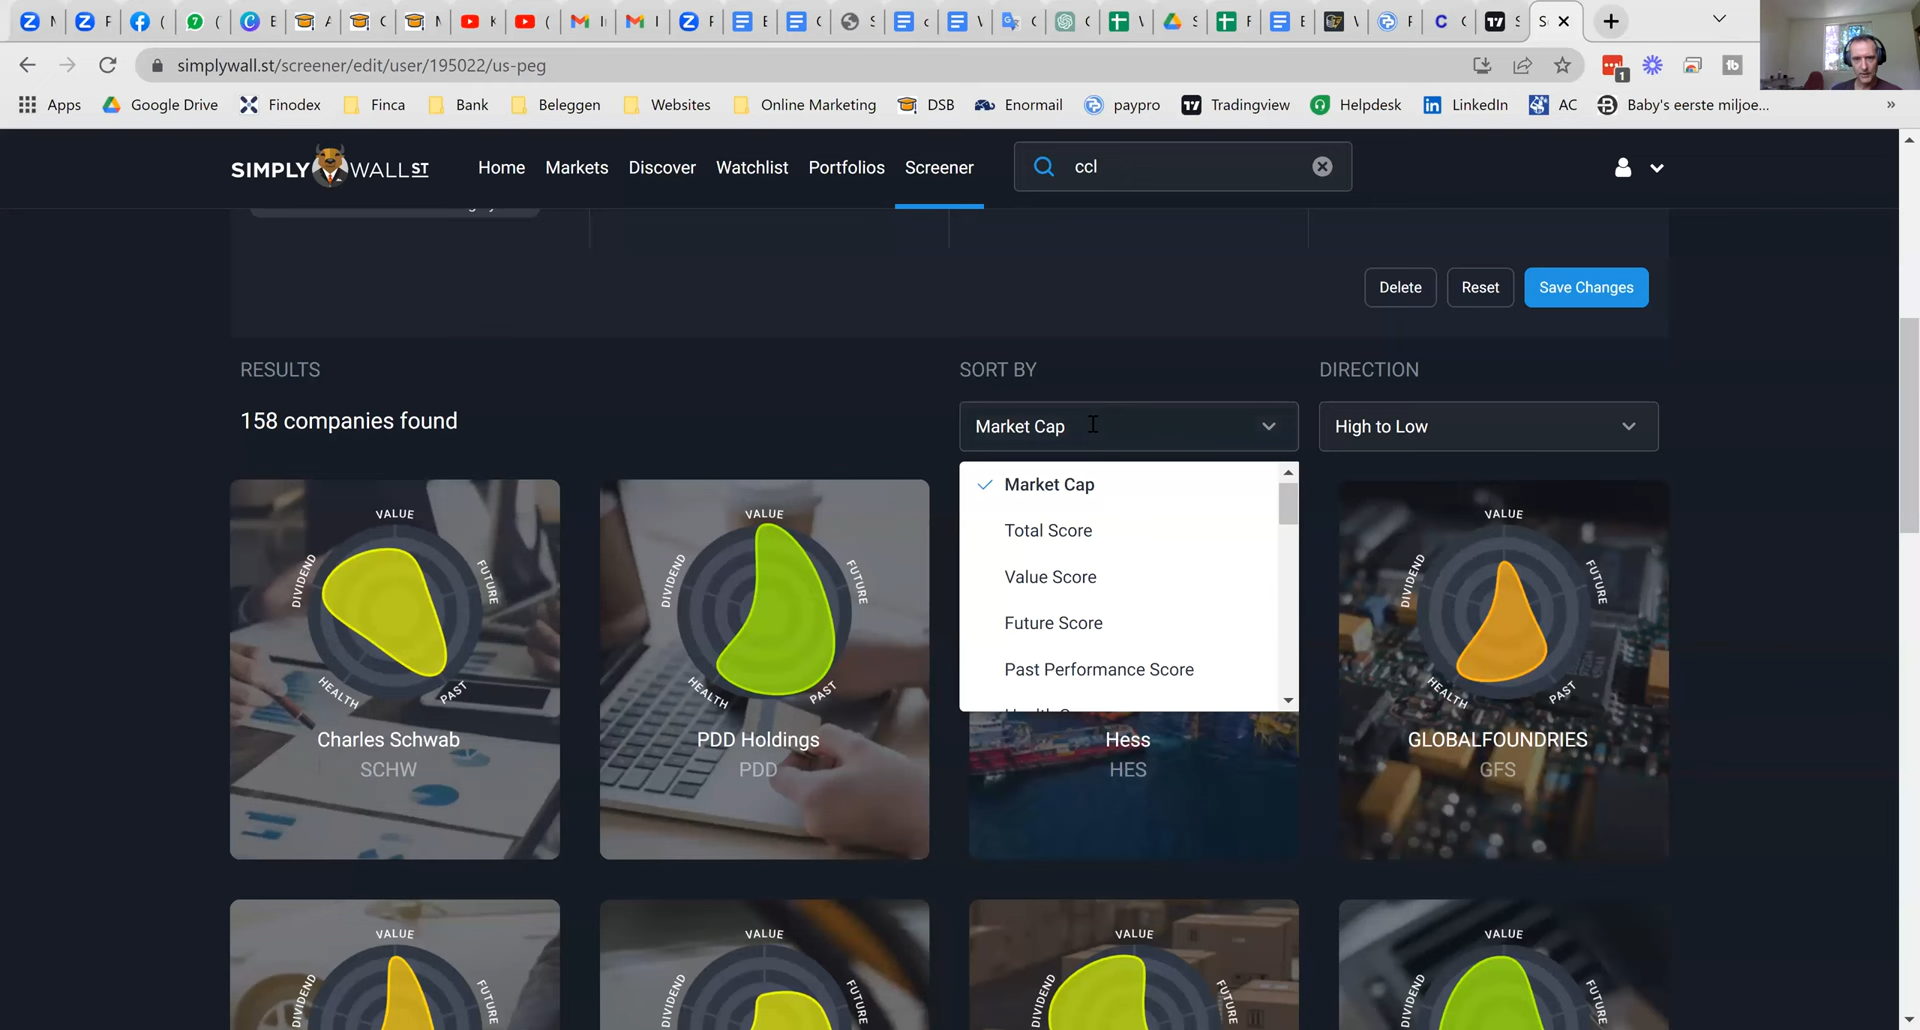 simplywall.st/screener/edit/user/195022/us-peg
Apps Google Drive Finodex Finca Bank Beleggen Websites Online Marketing DSB Enormail paypro Tradingview Helpdesk LinkedIn AC Baby's eerste miljoe... »
SIMPLY WALL ST Home Markets Discover Watchlist Portfolios Screener ccl
Delete Reset Save Changes
RESULTS SORT BY DIRECTION
158 companies found
Market Cap High to Low
Market Cap
Total Score
Value Score
Future Score
Past Performance Score
VALUE FUTURE PAST HEALTH DIVIDEND
Charles Schwab
SCHW
VALUE FUTURE PAST HEALTH DIVIDEND
PDD Holdings
PDD
Hess
HES
VALUE FUTURE PAST HEALTH DIVIDEND
GLOBALFOUNDRIES
GFS
VALUE FUTURE DIVIDEND
VALUE FUTURE DIVIDEND
VALUE FUTURE DIVIDEND
VALUE FUTURE DIVIDEND